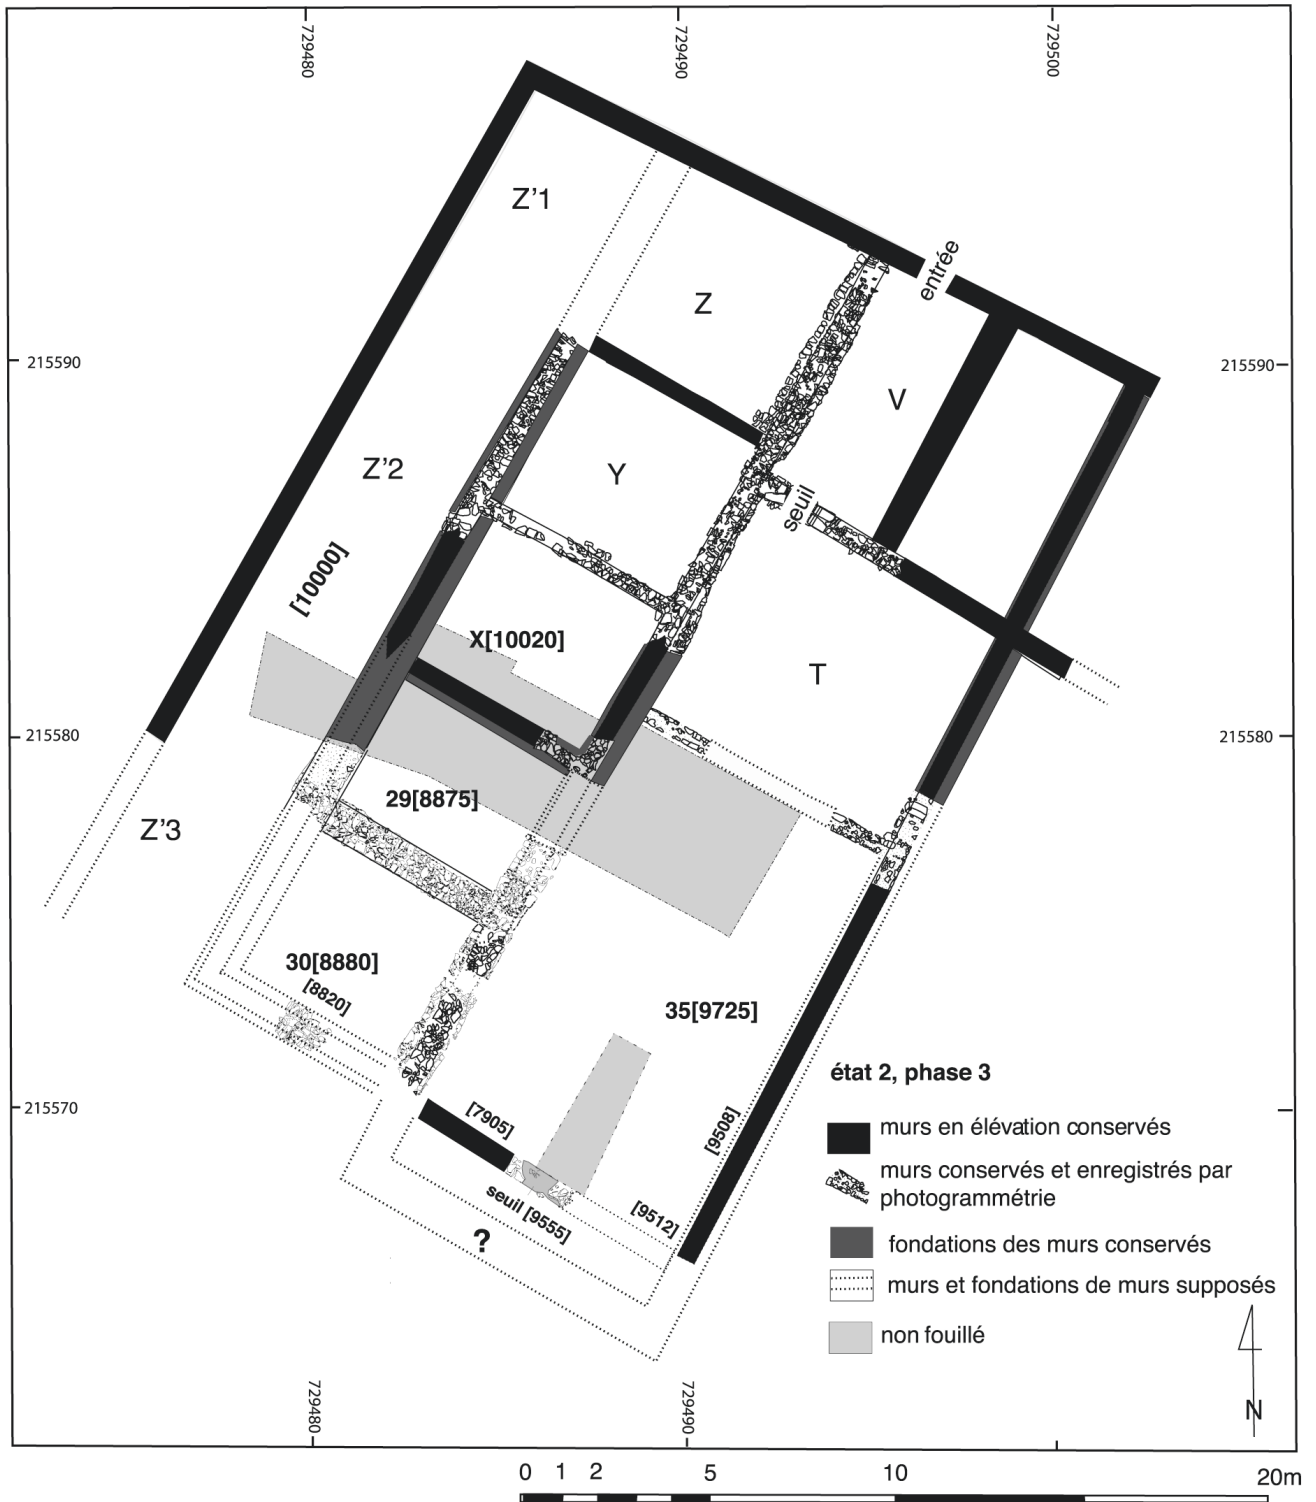 729480
729490
729500
Z'1
entrée
Z
215590
215590
V
Z'2
Y
seuil
[10000]
X[10020]
T
215580
215580
29[8875]
Z'3
30[8880]
[8820]
35[9725]
état 2, phase 3
215570
[7905]
[9508]
murs en élévation conservés
murs conservés et enregistrés par
photogrammétrie
seuil [9555]
[9512]
?
fondations des murs conservés
murs et fondations de murs supposés
non fouillé
N
729480
729490
0 1 2 5 10 20m